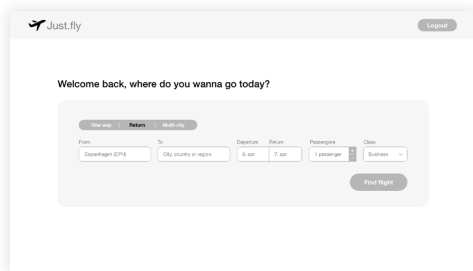 Just.fly
Logout
Welcome back, where do you wanna go today?
One way Return Multi-city
From To Departure Return Passengers Class
Copenhagen (CPH) City, country or region 5. apr 7. apr 1 passenger + - Business
Find flight